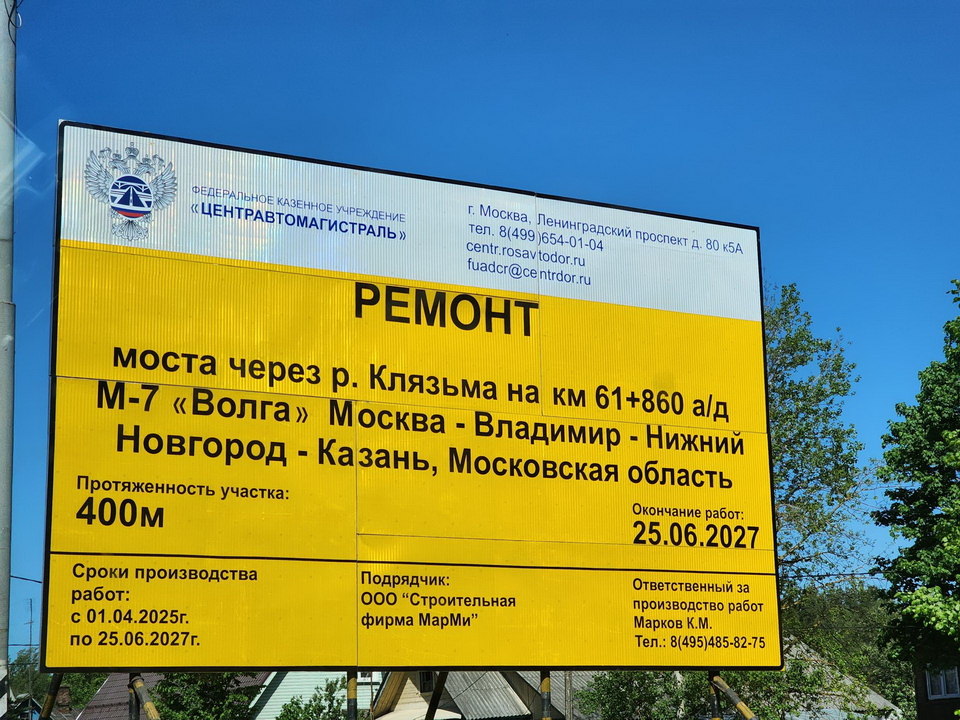 ФЕДЕРАЛЬНОЕ КАЗЕННОЕ УЧРЕЖДЕНИЕ
«ЦЕНТРАВТОМАГИСТРАЛЬ»
г. Москва, Ленинградский проспект д. 80 к5А
тел. 8(499)654-01-04
centr.rosavtodor.ru
fuadcr@centrdor.ru
РЕМОНТ
моста через р. Клязьма на км 61+860 а/д
М-7 «Волга» Москва - Владимир - Нижний
Новгород - Казань, Московская область
Протяженность участка:
400м
Окончание работ:
25.06.2027
Сроки производства
работ:
с 01.04.2025г.
по 25.06.2027г.
Подрядчик:
ООО “Строительная
фирма МарМи”
Ответственный за
производство работ
Марков К.М.
Тел.: 8(495)485-82-75